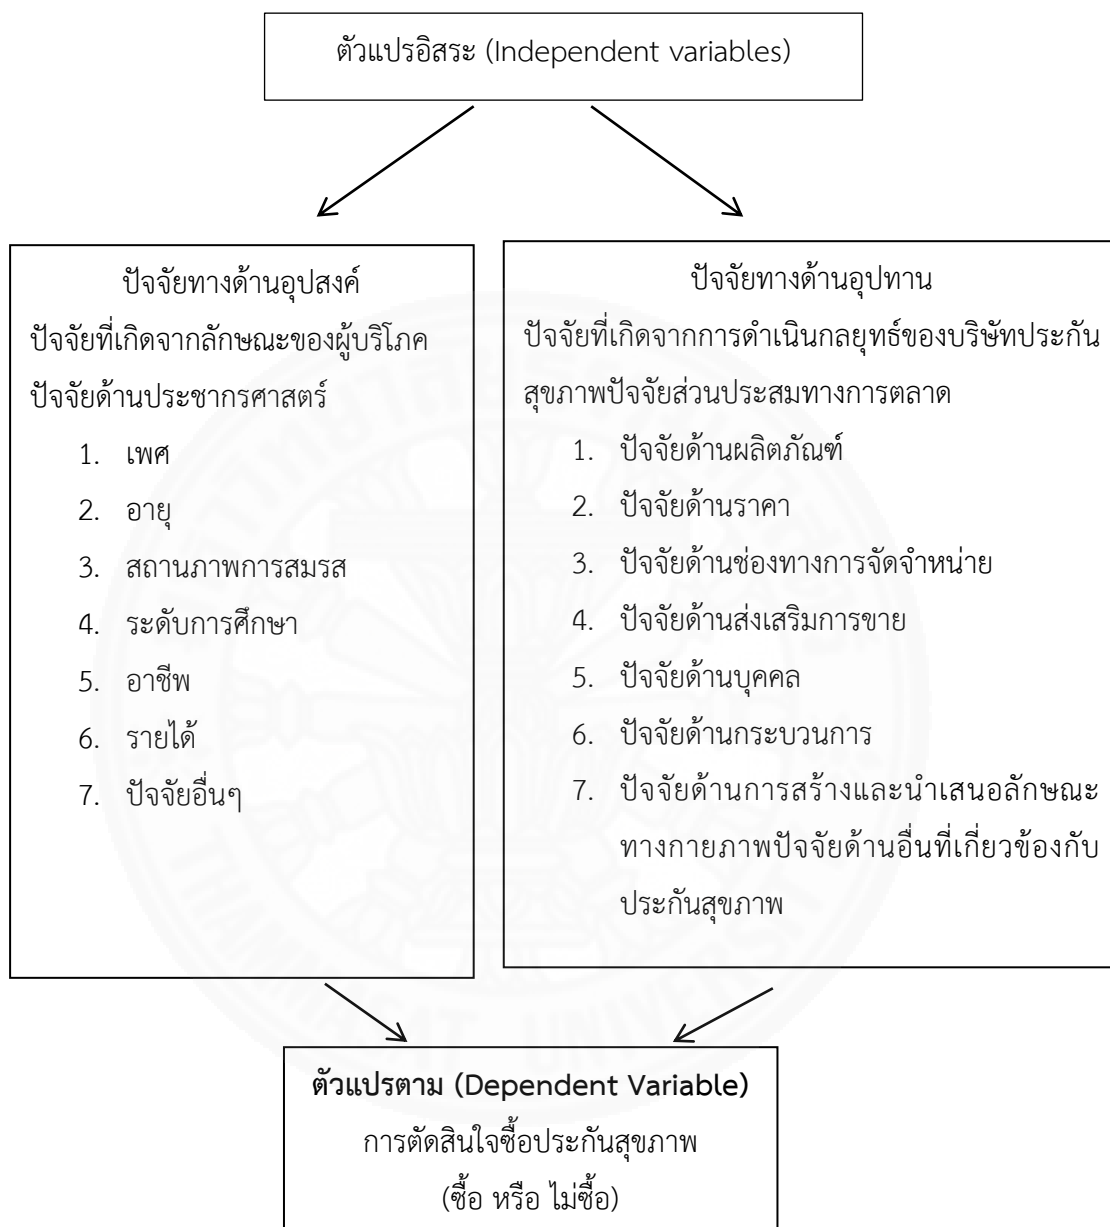 ตัวแปรอิสระ (Independent variables)
ปัจจัยทางด้านอุปสงค์
ปัจจัยที่เกิดจากลักษณะของผู้บริโภค
ปัจจัยด้านประชากรศาสตร์
1. เพศ
2. อายุ
3. สถานภาพการสมรส
4. ระดับการศึกษา
5. อาชีพ
6. รายได้
7. ปัจจัยอื่นๆ
ปัจจัยทางด้านอุปทาน
ปัจจัยที่เกิดจากการดำเนินกลยุทธ์ของบริษัทประกัน
สุขภาพปัจจัยส่วนประสมทางการตลาด
1. ปัจจัยด้านผลิตภัณฑ์
2. ปัจจัยด้านราคา
3. ปัจจัยด้านช่องทางการจัดจำหน่าย
4. ปัจจัยด้านส่งเสริมการขาย
5. ปัจจัยด้านบุคคล
6. ปัจจัยด้านกระบวนการ
7. ปัจจัยด้านการสร้างและนำเสนอลักษณะ
ทางกายภาพปัจจัยด้านอื่นที่เกี่ยวข้องกับ
ประกันสุขภาพ
ตัวแปรตาม (Dependent Variable)
การตัดสินใจซื้อประกันสุขภาพ
(ซื้อ หรือ ไม่ซื้อ)
มหาวิทยาลัยธรรมศาสตร์
THAMMASAT UNIVERSITY